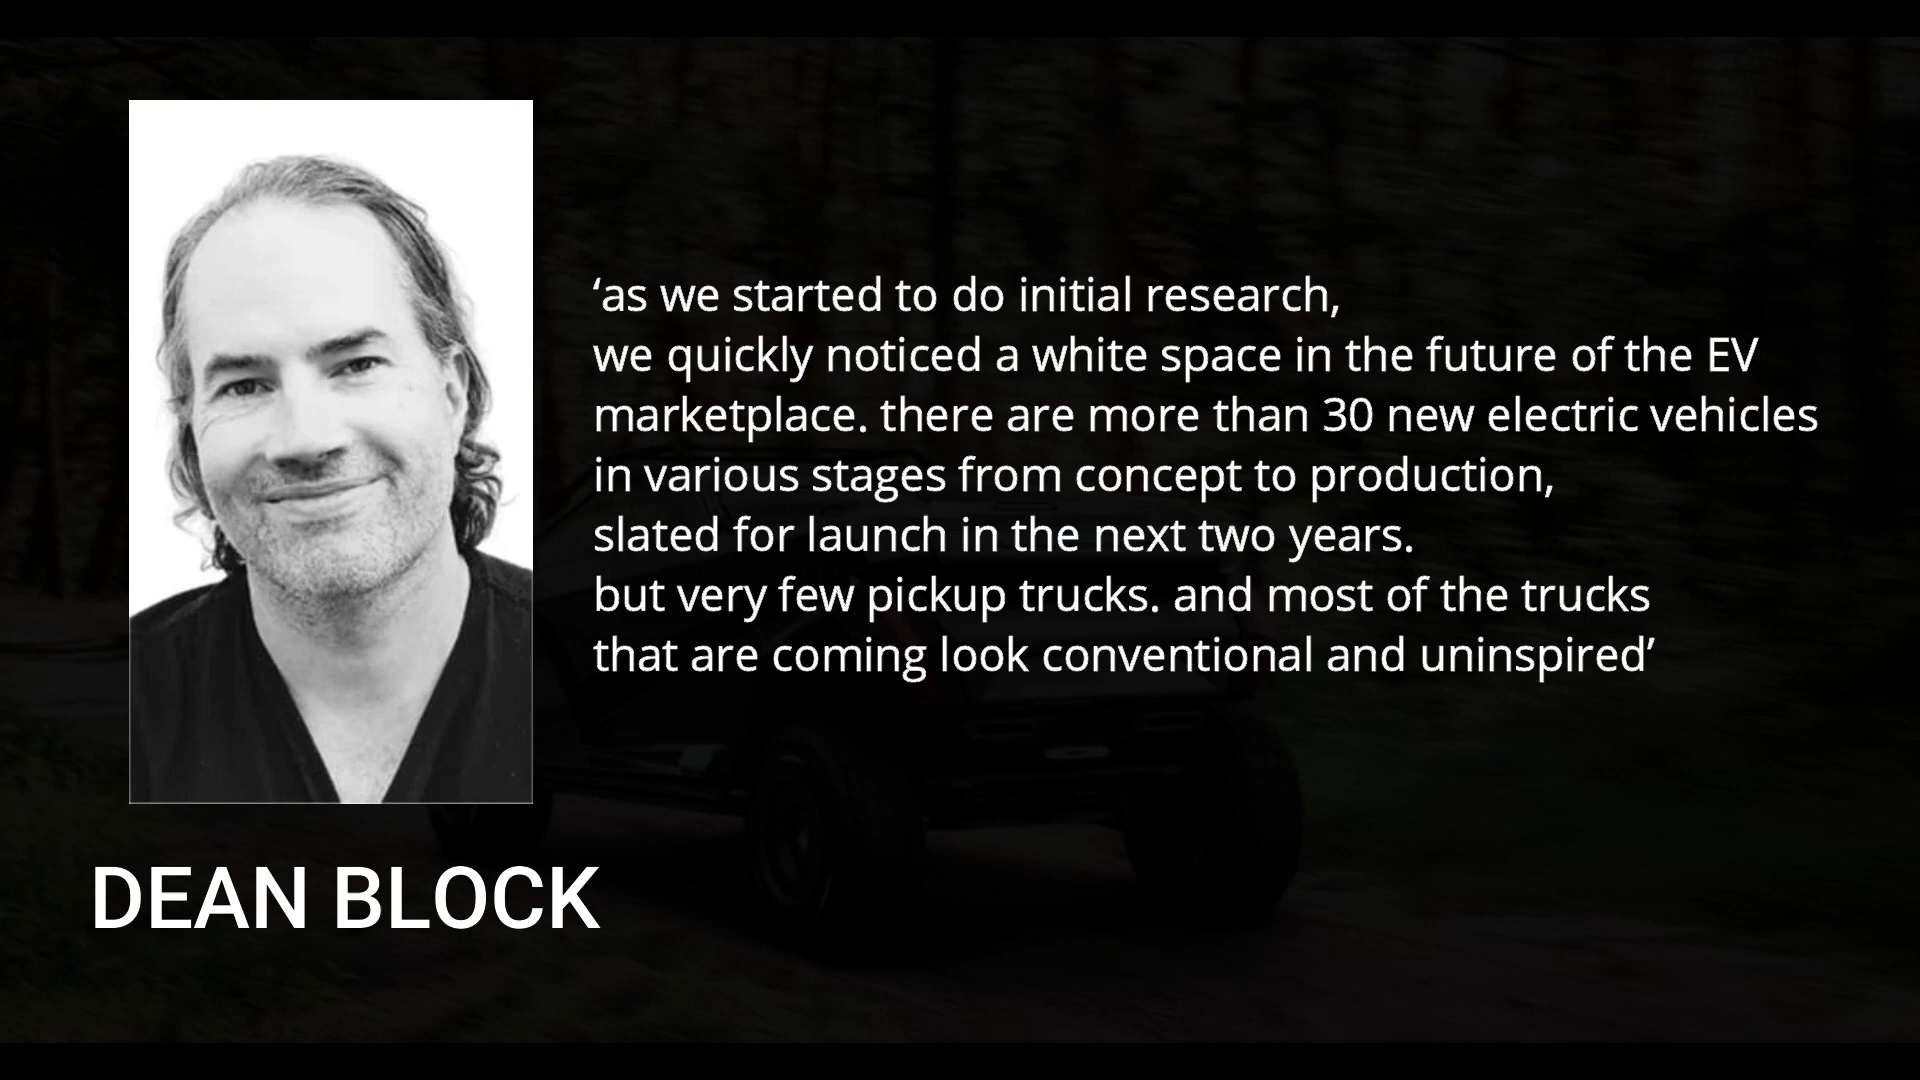 ‘as we started to do initial research,
we quickly noticed a white space in the future of the EV
marketplace. there are more than 30 new electric vehicles
in various stages from concept to production,
slated for launch in the next two years.
but very few pickup trucks. and most of the trucks
that are coming look conventional and uninspired’
DEAN BLOCK